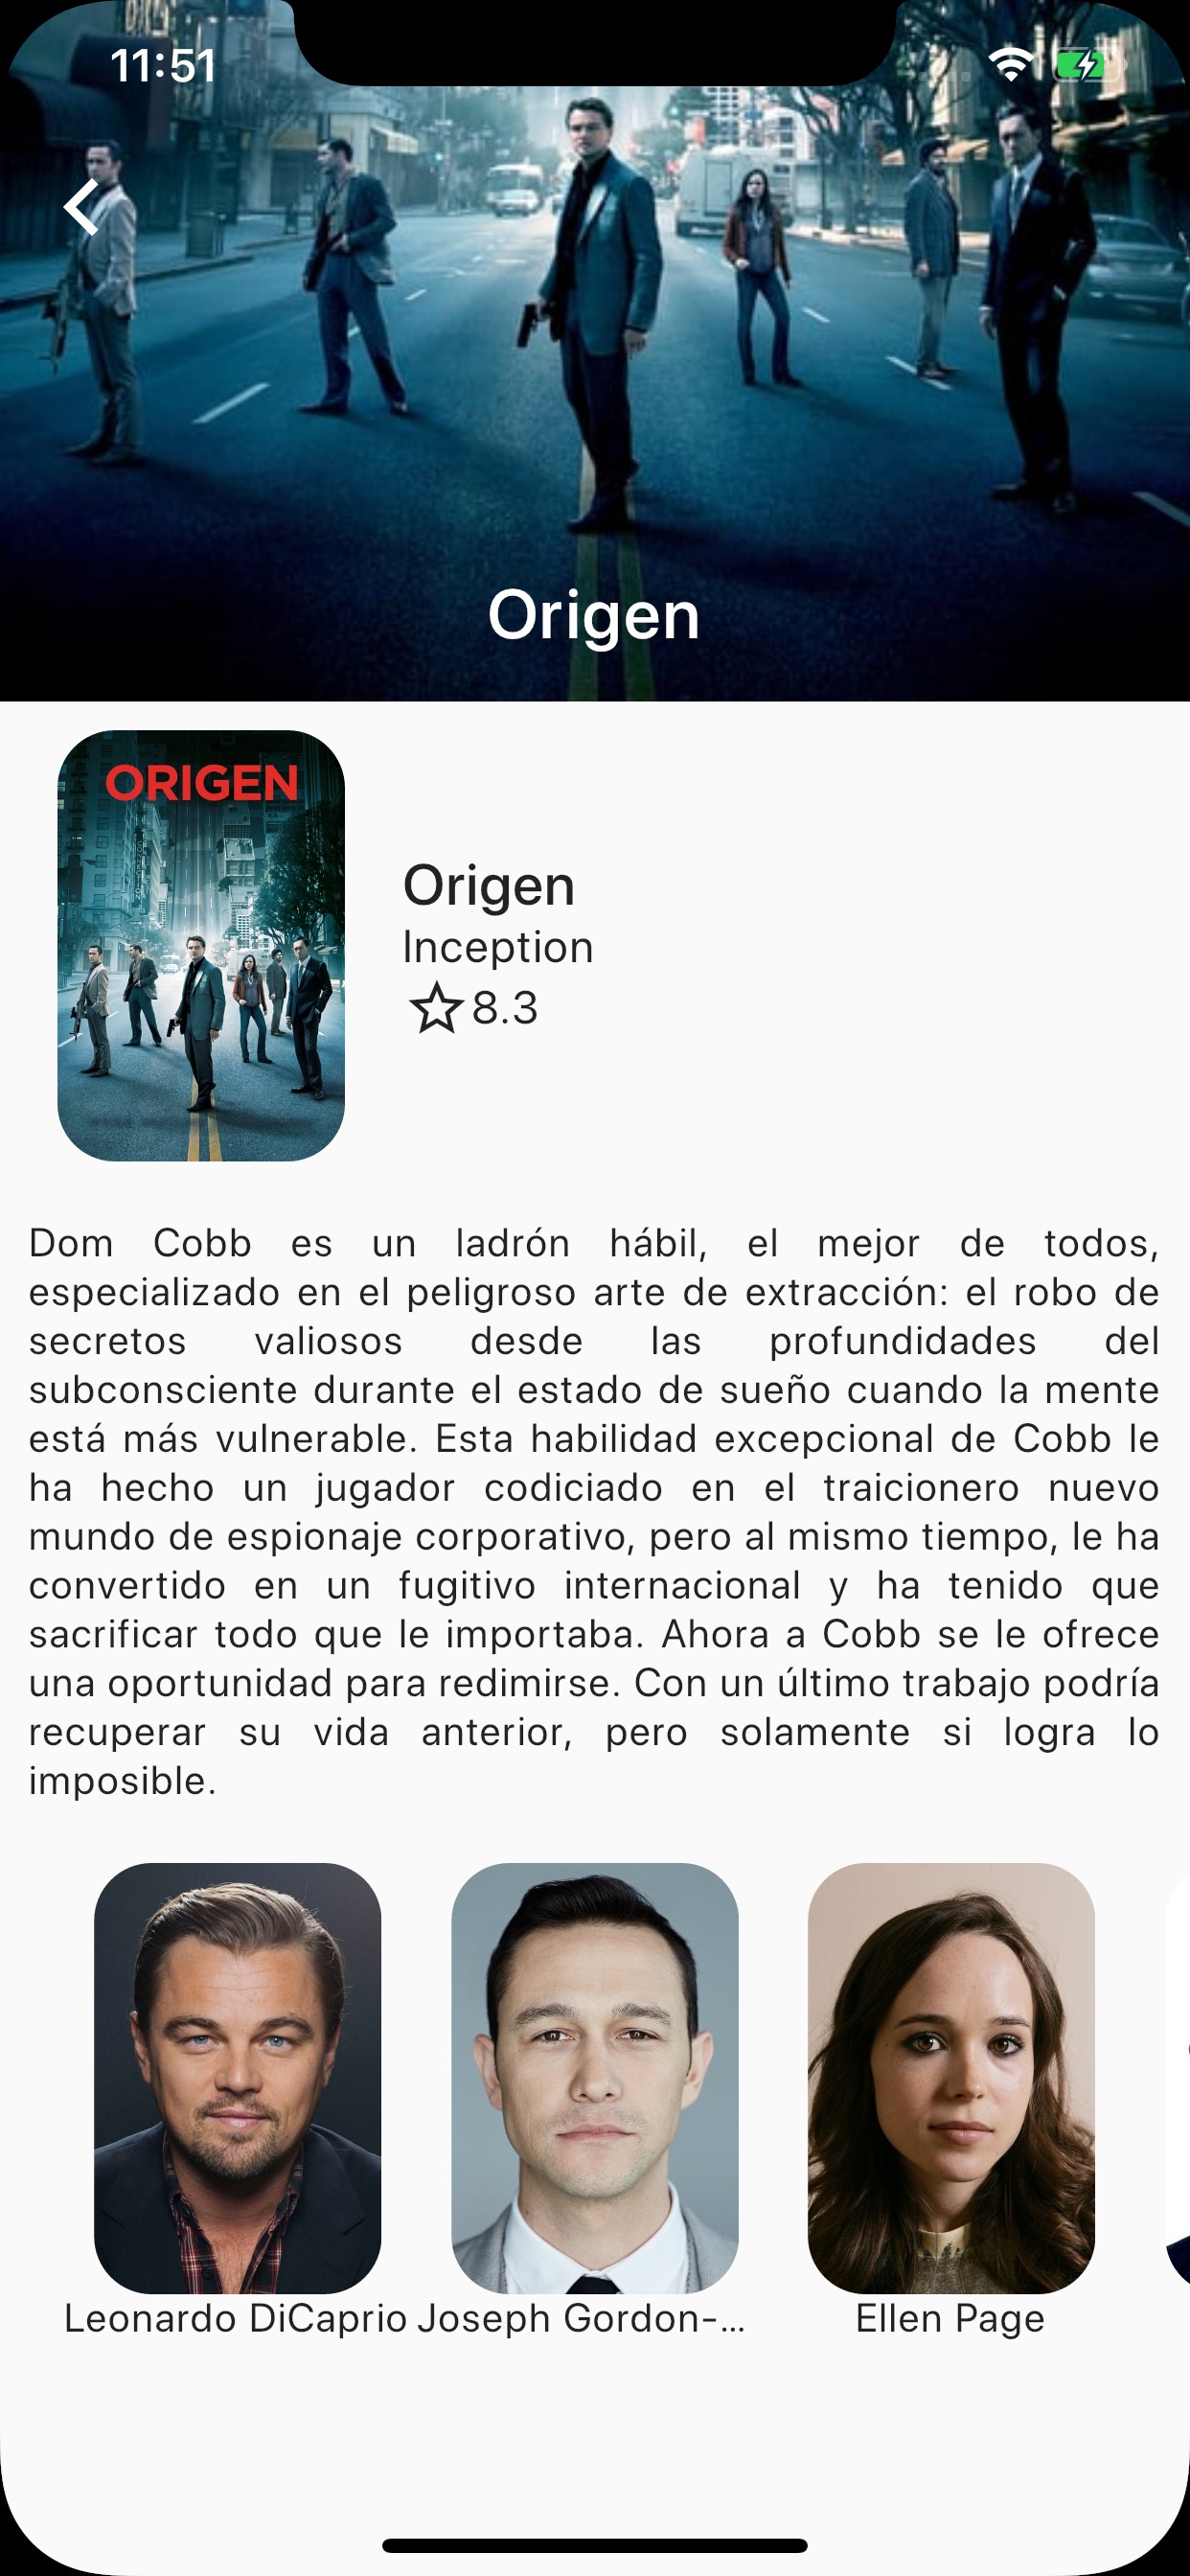 11:51
Origen
ORIGEN
Origen
Inception
8.3
Dom Cobb es un ladrón hábil, el mejor de todos,
especializado en el peligroso arte de extracción: el robo de
secretos valiosos desde las profundidades del
subconsciente durante el estado de sueño cuando la mente
está más vulnerable. Esta habilidad excepcional de Cobb le
ha hecho un jugador codiciado en el traicionero nuevo
mundo de espionaje corporativo, pero al mismo tiempo, le ha
convertido en un fugitivo internacional y ha tenido que
sacrificar todo que le importaba. Ahora a Cobb se le ofrece
una oportunidad para redimirse. Con un último trabajo podría
recuperar su vida anterior, pero solamente si logra lo
imposible.
Leonardo DiCaprio
Joseph Gordon-...
Ellen Page